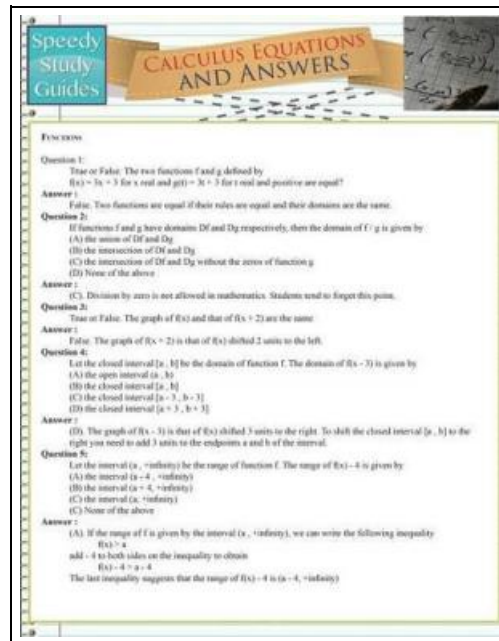 Speedy
Study
Guides
CALCULUS EQUATIONS
AND ANSWERS
FUNCTIONS
Question 1:
True or False. The two functions f and g defined by
f(x) = 3x + 3 for x real and g(t) = 3t + 3 for t real and positive are equal?
Answer :
False. Two functions are equal if their rules are equal and their domains are the same.
Question 2:
If functions f and g have domains Df and Dg respectively, then the domain of f / g is given by
(A) the union of Df and Dg
(B) the intersection of Df and Dg
(C) the intersection of Df and Dg without the zeros of function g
(D) None of the above
Answer :
(C). Division by zero is not allowed in mathematics. Students tend to forget this point.
Question 3:
True or False. The graph of f(x) and that of f(x + 2) are the same
Answer :
False. The graph of f(x + 2) is that of f(x) shifted 2 units to the left.
Question 4:
Let the closed interval [a , b] be the domain of function f. The domain of f(x - 3) is given by
(A) the open interval (a , b)
(B) the closed interval [a , b]
(C) the closed interval [a - 3 , b - 3]
(D) the closed interval [a + 3 , b + 3]
Answer :
(D). The graph of f(x - 3) is that of f(x) shifted 3 units to the right. To shift the closed interval [a , b] to the
right you need to add 3 units to the endpoints a and b of the interval.
Question 5:
Let the interval (a , +infinity) be the range of function f. The range of f(x) - 4 is given by
(A) the interval (a - 4 , +infinity)
(B) the interval (a + 4, +infinity)
(C) the interval (a, +infinity)
(C) None of the above
Answer :
(A). If the range of f is given by the interval (a , +infinity), we can write the following inequality
f(x) > a
add - 4 to both sides on the inequality to obtain
f(x) - 4 > a - 4
The last inequality suggests that the range of f(x) - 4 is (a - 4, +infinity)